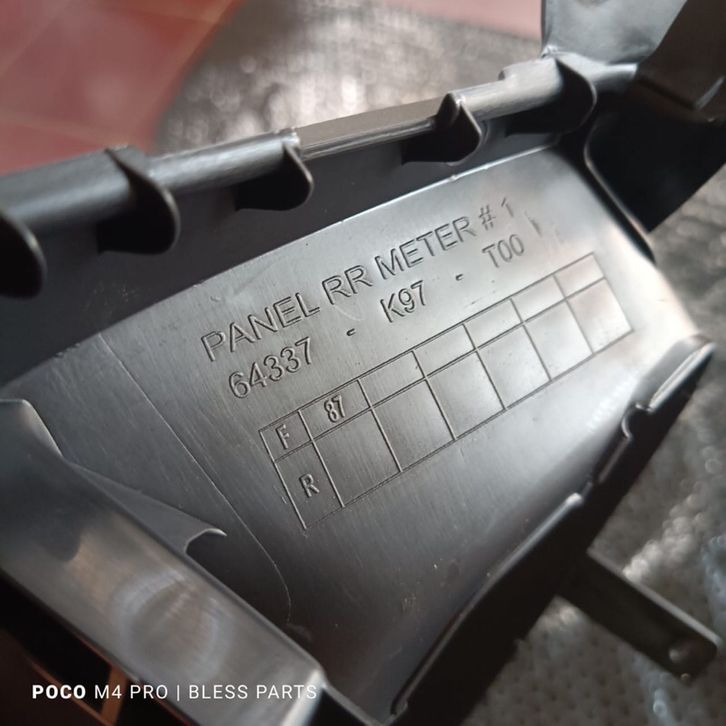 PANEL RR METER # 1
64337 - K97 - T00
F 87
R
POCO M4 PRO | BLESS PARTS